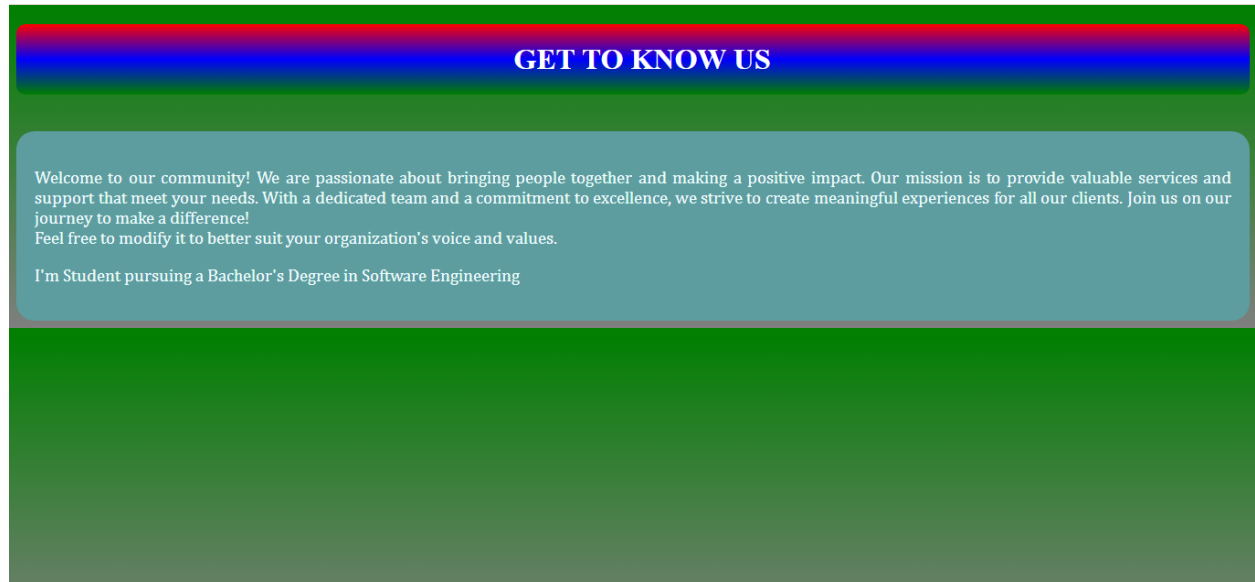 GET TO KNOW US
Welcome to our community! We are passionate about bringing people together and making a positive impact. Our mission is to provide valuable services and
support that meet your needs. With a dedicated team and a commitment to excellence, we strive to create meaningful experiences for all our clients. Join us on our
journey to make a difference!
Feel free to modify it to better suit your organization's voice and values.
I'm Student pursuing a Bachelor's Degree in Software Engineering